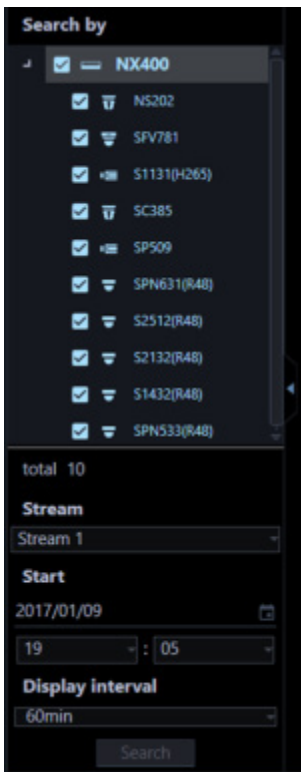 Search by
NX400
NS202
SFV781
S1131(H265)
SC385
SP509
SPN631(R48)
S2512(R48)
S2132(R48)
S1432(R48)
SPN533(R48)
total 10
Stream
Stream 1
Start
2017/01/09
19 : 05
Display interval
60min
Search